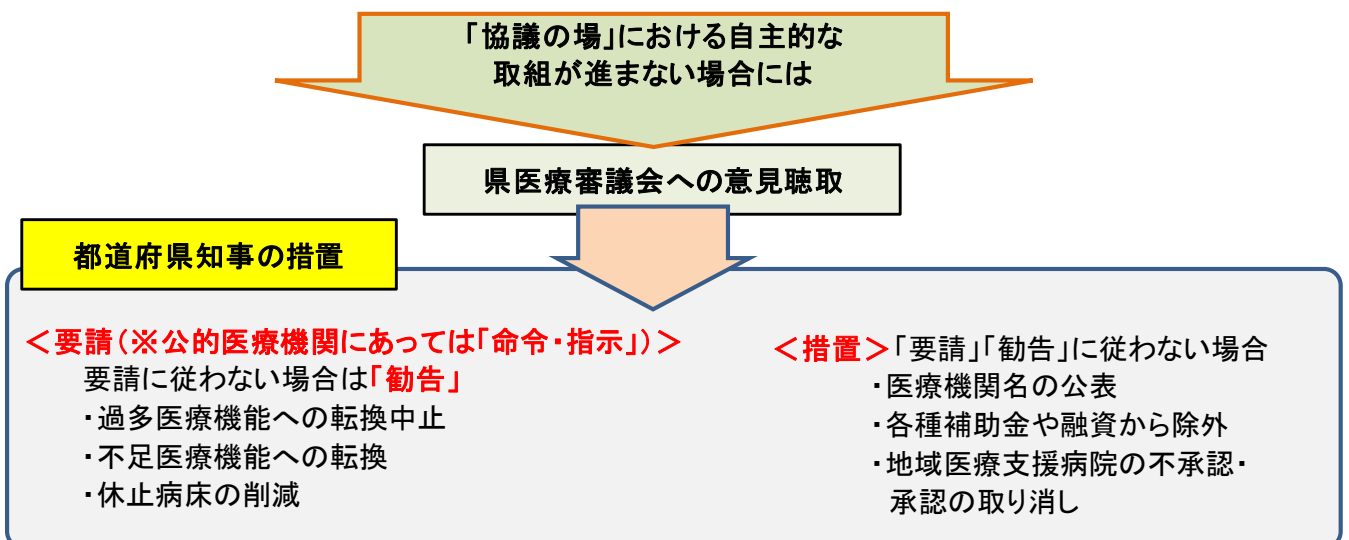 「協議の場」における自主的な
取組が進まない場合には
県医療審議会への意見聴取
都道府県知事の措置
＜要請（※公的医療機関にあっては「命令・指示」）＞
要請に従わない場合は「勧告」
・過多医療機能への転換中止
・不足医療機能への転換
・休止病床の削減
＜措置＞「要請」「勧告」に従わない場合
・医療機関名の公表
・各種補助金や融資から除外
・地域医療支援病院の不承認・
承認の取り消し